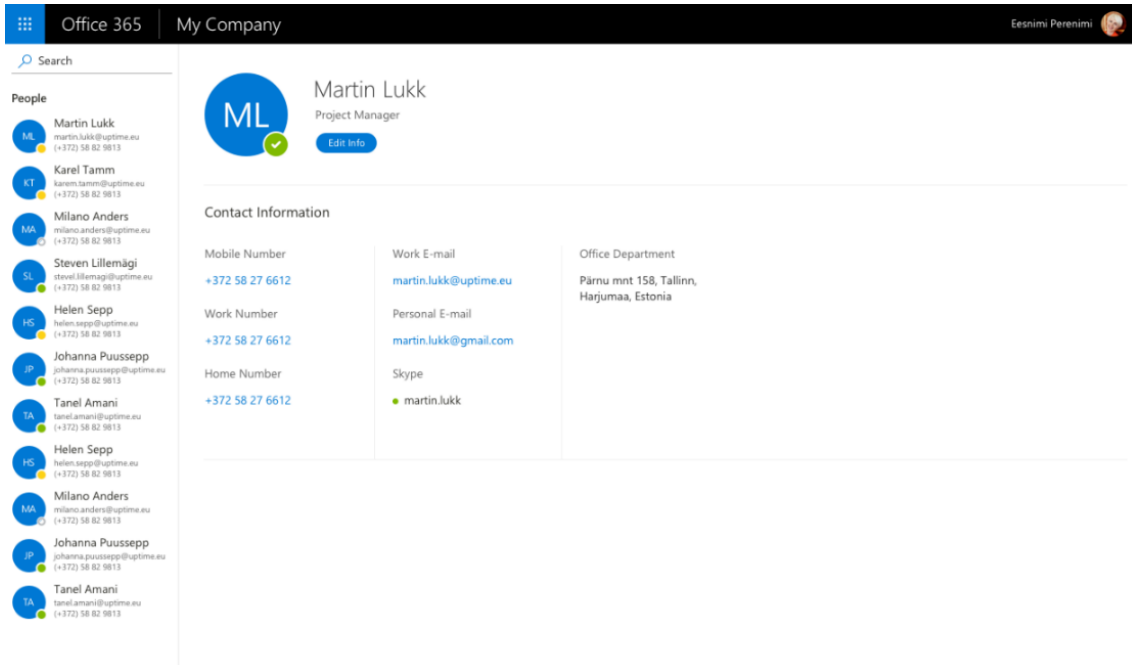 Office 365
My Company
Eesnimi Perenimi
Search
People
ML
Martin Lukk
martin.lukk@uptime.eu
(+372) 58 82 9813
KT
Karel Tamm
karem.tamm@uptime.eu
(+372) 58 82 9813
MA
Milano Anders
milano.anders@uptime.eu
(+372) 58 82 9813
SL
Steven Lillemägi
stevel.lillemagi@uptime.eu
(+372) 58 82 9813
HS
Helen Sepp
helen.sepp@uptime.eu
(+372) 58 82 9813
JP
Johanna Puussepp
johanna.puussepp@uptime.eu
(+372) 58 82 9813
TA
Tanel Amani
tanel.amani@uptime.eu
(+372) 58 82 9813
HS
Helen Sepp
helen.sepp@uptime.eu
(+372) 58 82 9813
MA
Milano Anders
milano.anders@uptime.eu
(+372) 58 82 9813
JP
Johanna Puussepp
johanna.puussepp@uptime.eu
(+372) 58 82 9813
TA
Tanel Amani
tanel.amani@uptime.eu
(+372) 58 82 9813
ML
Martin Lukk
Project Manager
Edit Info
Contact Information
Mobile Number
+372 58 27 6612
Work Number
+372 58 27 6612
Home Number
+372 58 27 6612
Work E-mail
martin.lukk@uptime.eu
Personal E-mail
martin.lukk@gmail.com
Skype
martin.lukk
Office Department
Pärnu mnt 158, Tallinn,
Harjumaa, Estonia